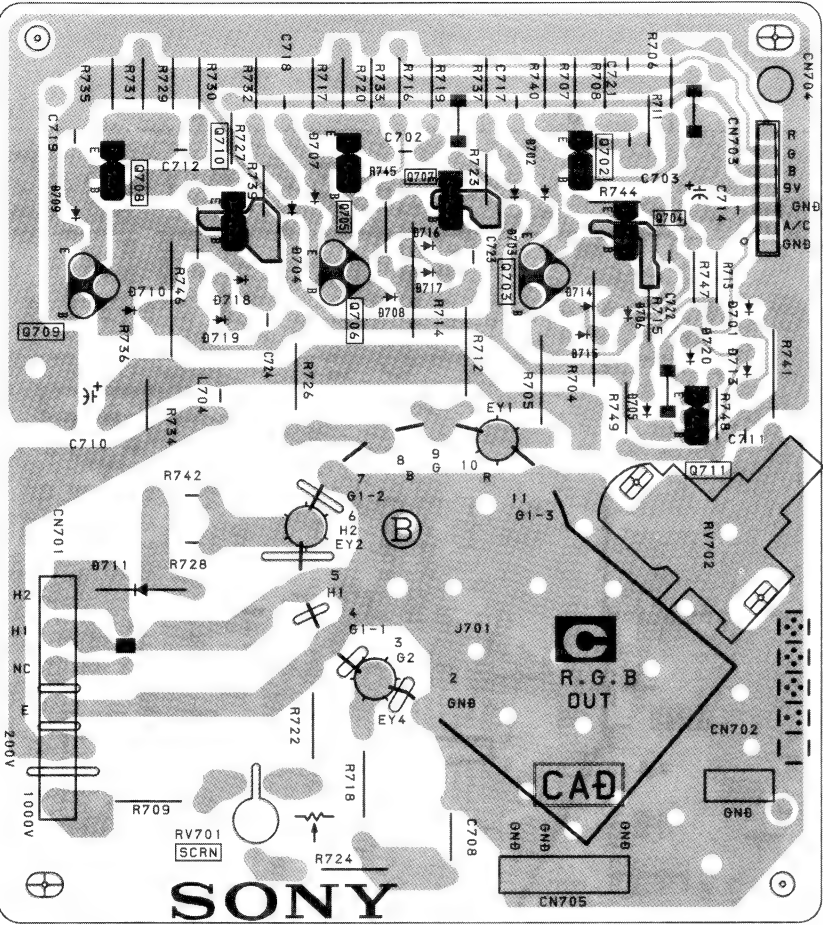 R735
R731
R729
R730
R732
C718
R717
R720
R733
R716
R719
R737
C717
R740
R707
R708
C721
R706
R711
CN704
CN703
C719
E
Q708
B
C712
Q710
R727
R739
D707
E
Q705
B
C702
R745
Q707
R723
D702
E
Q702
B
C703
R744
Q704
C714
R
G
B
9V
GND
A/C
GND
D709
E
B
D710
R746
D718
D719
D704
E
B
Q706
D716
D717
D708
R714
C723
D703
E
Q703
B
D714
D715
D706
R715
C722
R747
R713
D701
D720
D713
R741
Q709
R736
C724
R726
R712
R705
R704
R749
D705
R748
C711
Q711
C710
R734
L704
EY1
7
8
B
9
G
10
R
11
G1-3
G1-2
6
H2
EY2
B
R742
R728
CN701
D711
RV702
H2
H1
NC
E
200V
1000V
5
H1
4
G1-1
3
G2
2
GND
EY4
J701
C
R.G.B
OUT
CN702
GND
R722
R718
R709
RV701
SCRN
R724
C708
CAD
GND
GND
GND
CN705
SONY